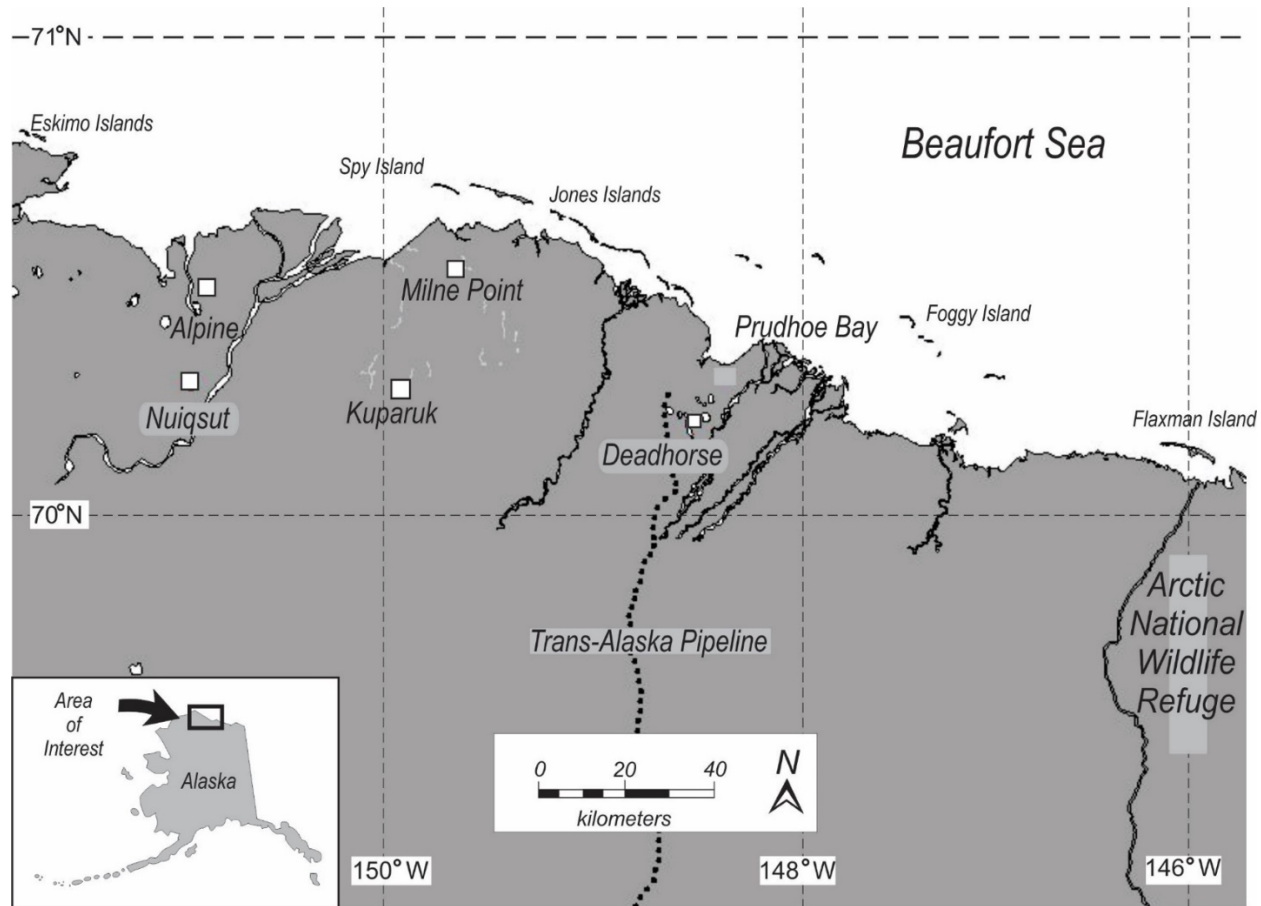 71°N
Eskimo Islands
Beaufort Sea
Spy Island
Jones Islands
Milne Point
Alpine
Prudhoe Bay
Foggy Island
Nuiqsut
Kuparuk
Flaxman Island
Deadhorse
70°N
Arctic
National
Wildlife
Refuge
Trans-Alaska Pipeline
Area
of
Interest
Alaska
0 20 40
kilometers
N
150°W
148°W
146°W